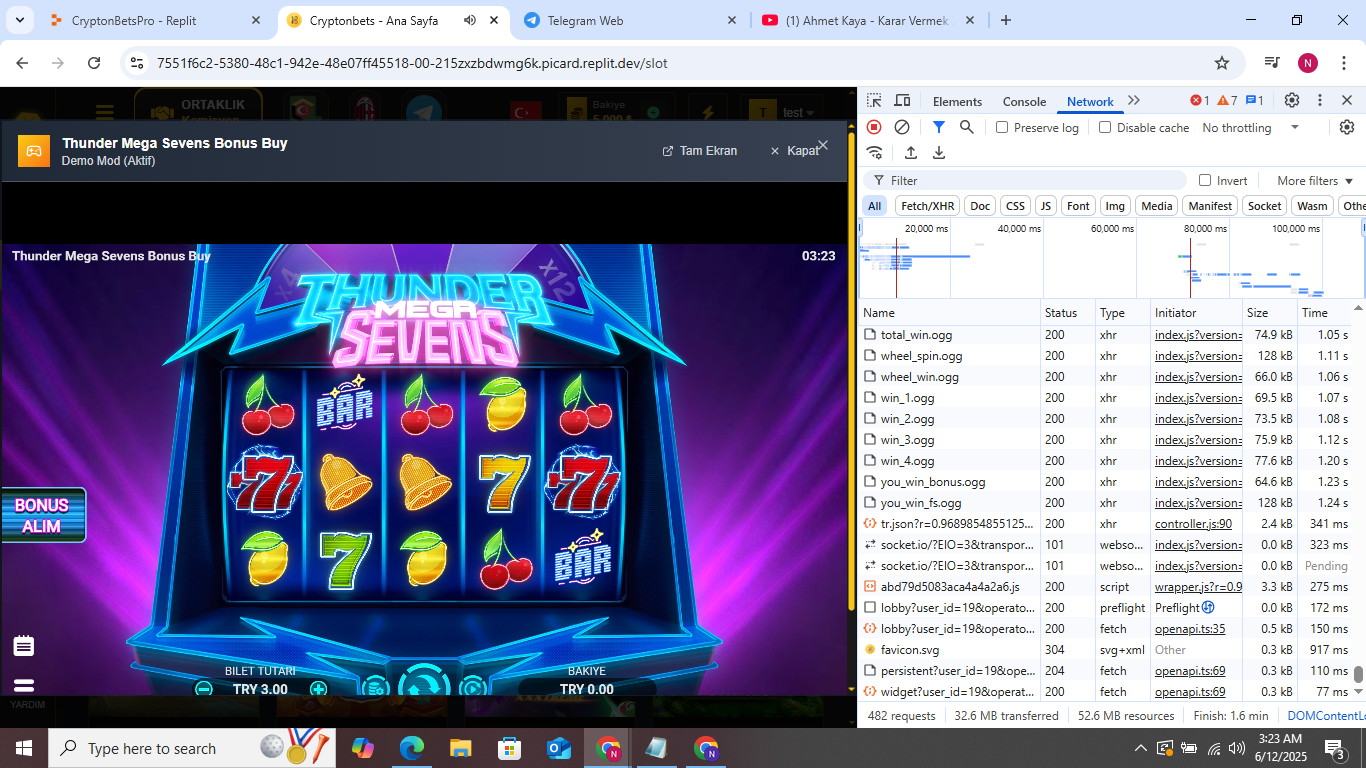 CryptonBetsPro - Replit
Cryptonbets - Ana Sayfa
Telegram Web
(1) Ahmet Kaya - Karar Vermek
7551f6c2-5380-48c1-942e-48e07ff45518-00-215zxzbdwmg6k.picard.replit.dev/slot
N
ORTAKLIK
Bakiye
5.000 ₺
T
test
Thunder Mega Sevens Bonus Buy
Demo Mod (Aktif)
Tam Ekran
Kapat
Thunder Mega Sevens Bonus Buy
03:23
x4
x12
THUNDER
MEGA
SEVENS
BAR
777
7
777
BONUS
ALIM
7
BAR
BILET TUTARI
TRY 3.00
BAKIYE
TRY 0.00
YARDIM
Elements
Console
Network
1
7
1
Preserve log
Disable cache
No throttling
Filter
Invert
More filters
All
Fetch/XHR
Doc
CSS
JS
Font
Img
Media
Manifest
Socket
Wasm
Othe
20,000 ms
40,000 ms
60,000 ms
80,000 ms
100,000 ms
Name Status Type Initiator Size Time
total_win.ogg 200 xhr index.js?version= 74.9 kB 1.05 s
wheel_spin.ogg 200 xhr index.js?version= 128 kB 1.11 s
wheel_win.ogg 200 xhr index.js?version= 66.0 kB 1.06 s
win_1.ogg 200 xhr index.js?version= 69.5 kB 1.07 s
win_2.ogg 200 xhr index.js?version= 73.5 kB 1.08 s
win_3.ogg 200 xhr index.js?version= 75.9 kB 1.12 s
win_4.ogg 200 xhr index.js?version= 77.6 kB 1.20 s
you_win_bonus.ogg 200 xhr index.js?version= 64.6 kB 1.23 s
you_win_fs.ogg 200 xhr index.js?version= 128 kB 1.24 s
tr.json?r=0.9689854855125... 200 xhr controller.js:90 2.4 kB 341 ms
socket.io/?EIO=3&transpor... 101 webso... index.js?version= 0.0 kB 323 ms
socket.io/?EIO=3&transpor... 101 webso... index.js?version= 0.0 kB Pending
abd79d5083aca4a4a2a6.js 200 script wrapper.js?r=0.9 3.3 kB 275 ms
lobby?user_id=19&operato... 200 preflight Preflight 0.0 kB 172 ms
lobby?user_id=19&operato... 200 fetch openapi.ts:35 0.5 kB 150 ms
favicon.svg 304 svg+xml Other 0.3 kB 917 ms
persistent?user_id=19&ope... 204 fetch openapi.ts:69 0.3 kB 110 ms
widget?user_id=19&operat... 200 fetch openapi.ts:69 0.3 kB 77 ms
482 requests
32.6 MB transferred
52.6 MB resources
Finish: 1.6 min
DOMContentLo
Type here to search
3:23 AM
6/12/2025
3